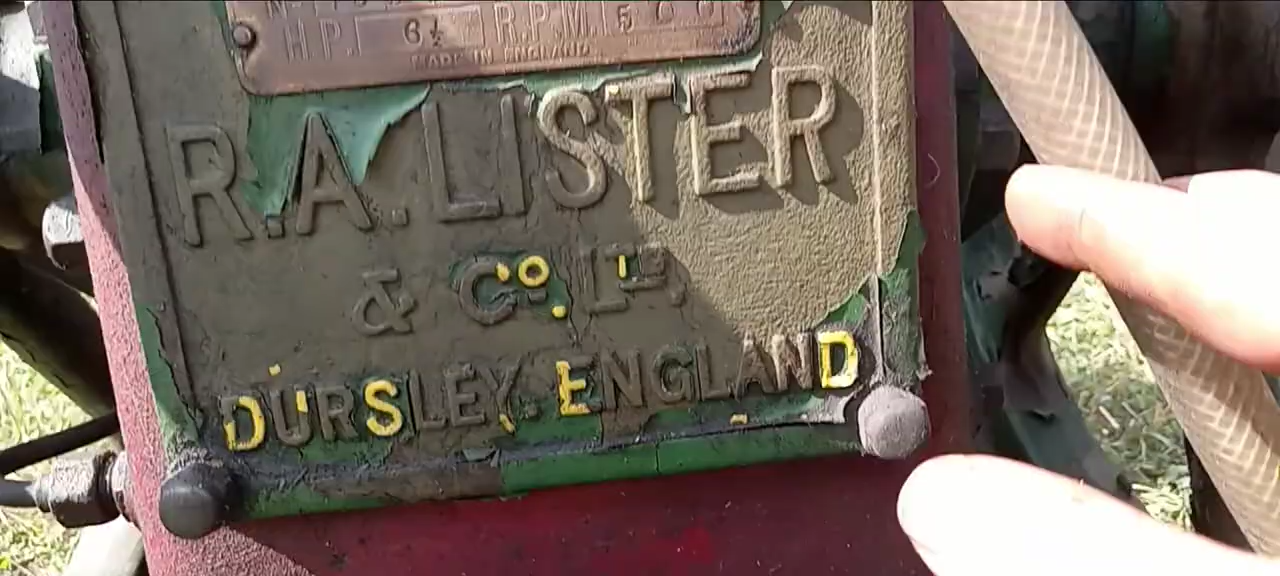 H P. 6½ R.P.M. 500
MADE IN ENGLAND
R.A. LISTER
& Co. LTD.
DURSLEY. ENGLAND